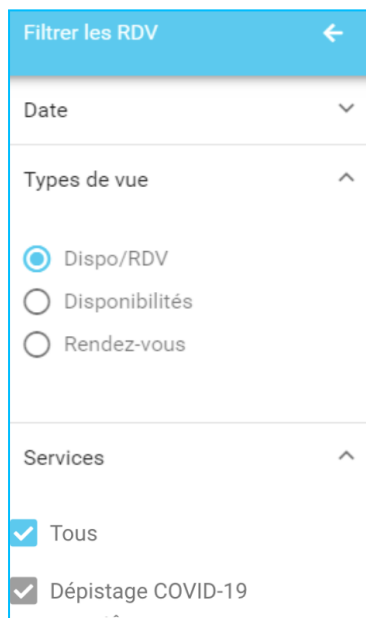 Filtrer les RDV
Date
Types de vue
Dispo/RDV
Disponibilités
Rendez-vous
Services
Tous
Dépistage COVID-19